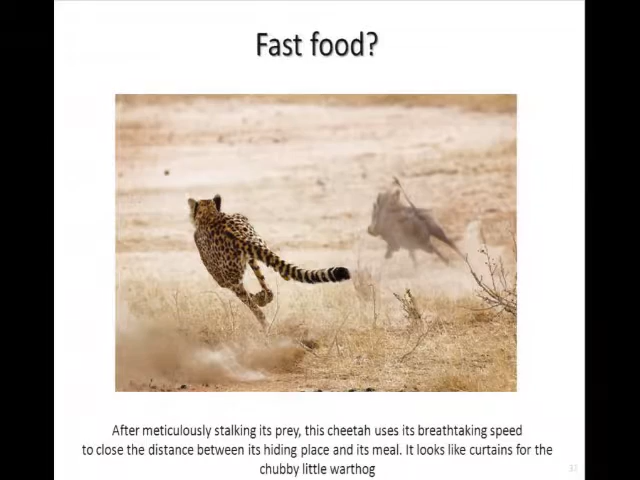 Fast food?
After meticulously stalking its prey, this cheetah uses its breathtaking speed
to close the distance between its hiding place and its meal. It looks like curtains for the
chubby little warthog